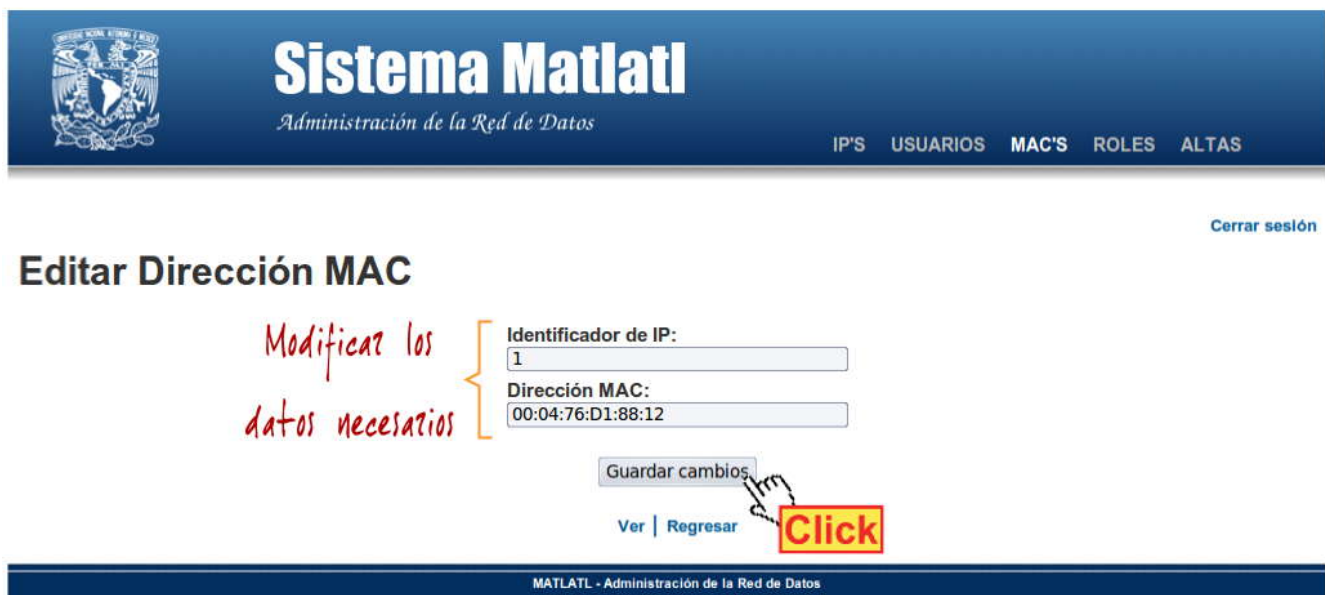 Sistema Matlatl
Administración de la Red de Datos
IP'S USUARIOS MAC'S ROLES ALTAS
Cerrar sesión
Editar Dirección MAC
Modificar los
datos necesarios
Identificador de IP:
1
Dirección MAC:
00:04:76:D1:88:12
Guardar cambios
Ver | Regresar
Click
MATLATL - Administración de la Red de Datos